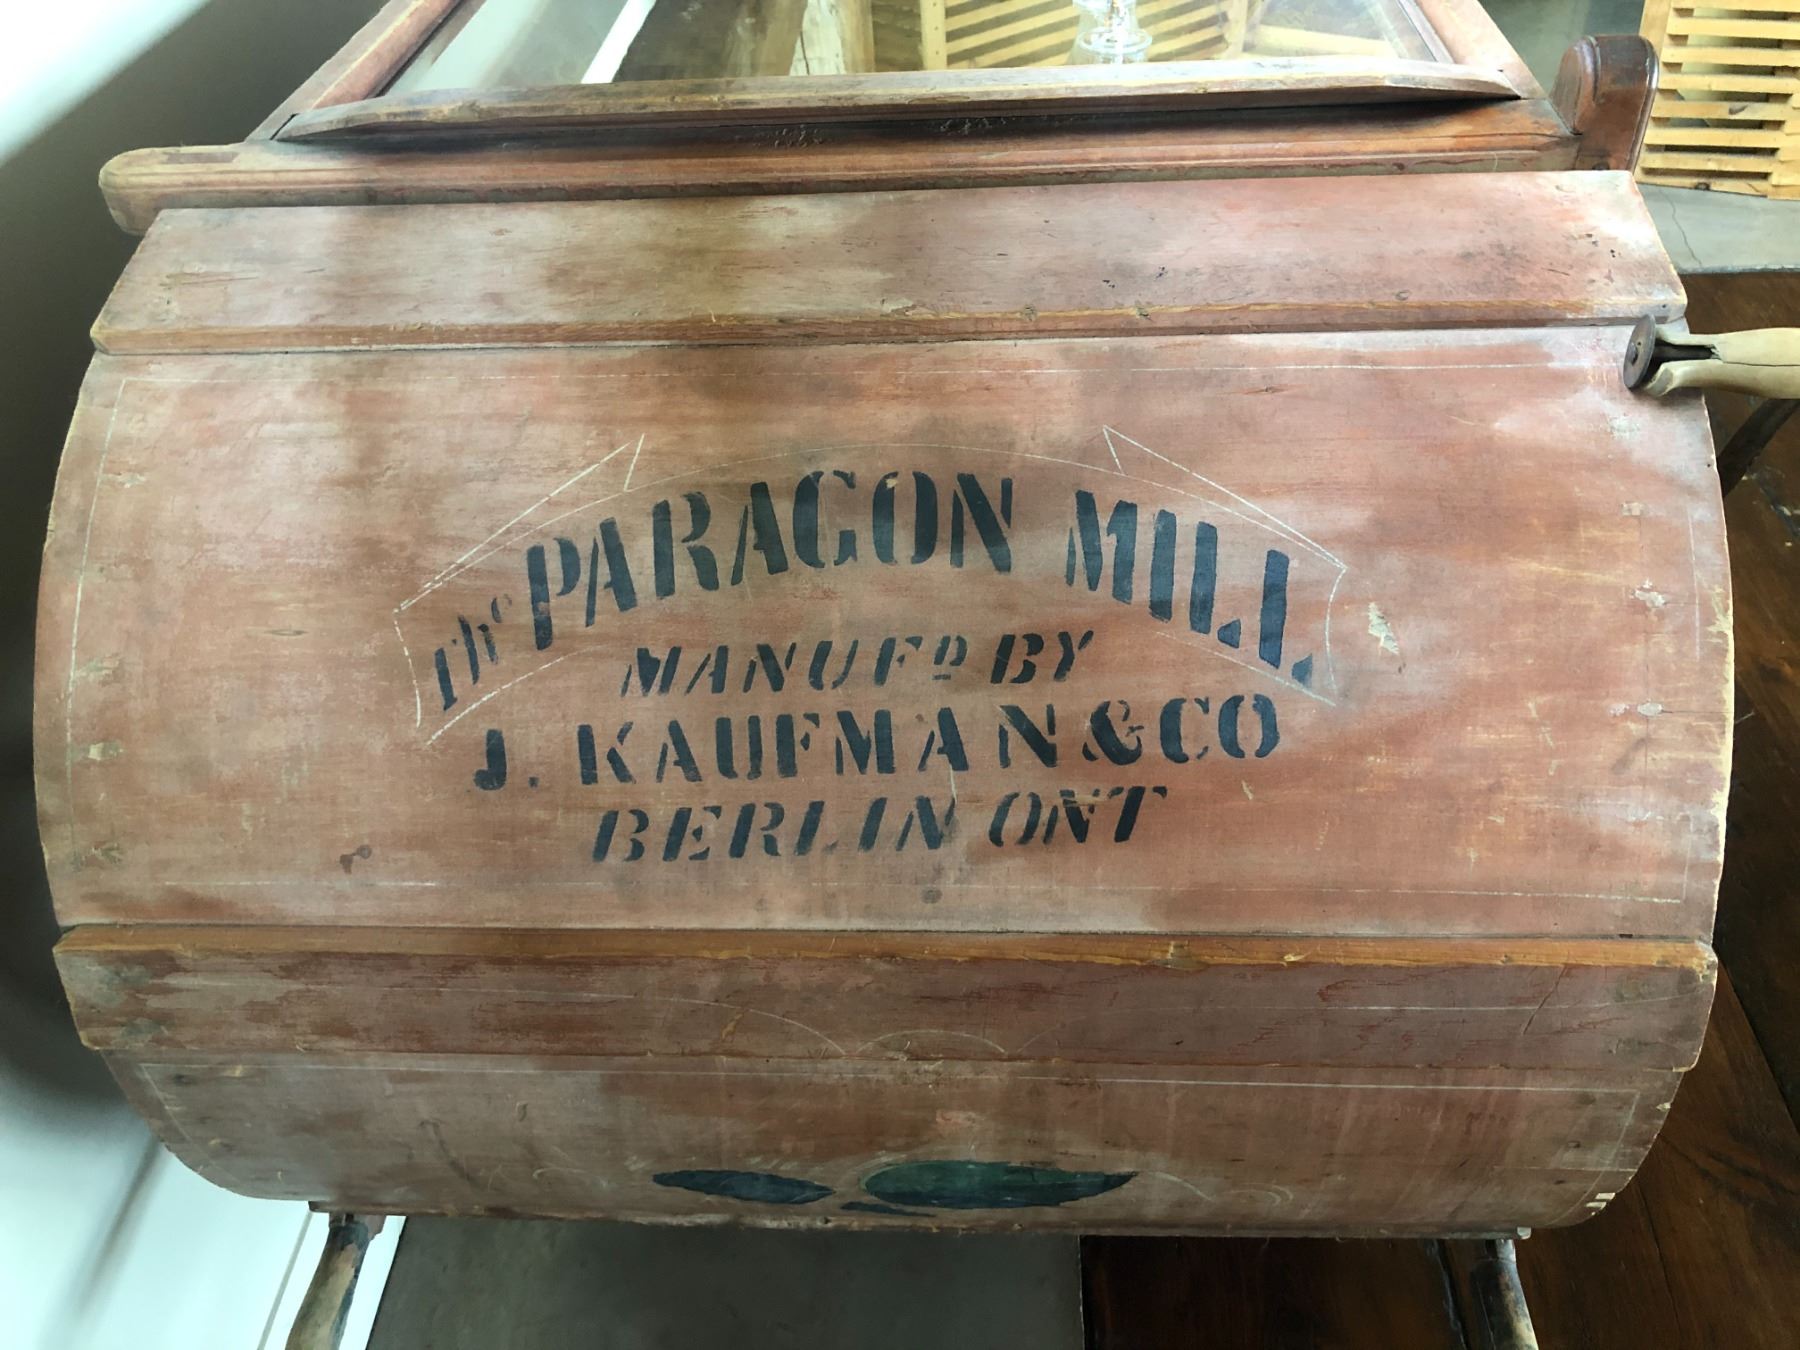 The PARAGON MILL
MANUFD BY
J. KAUFMAN & CO
BERLIN ONT